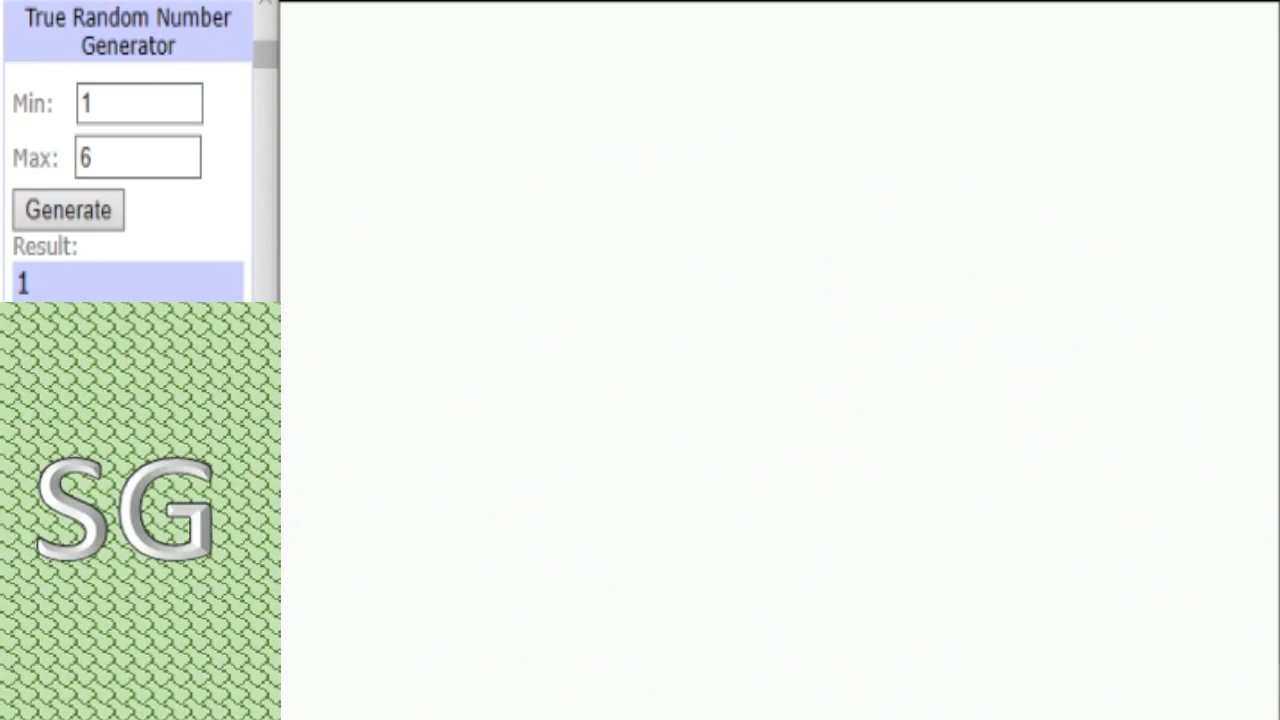 True Random Number
Generator
Min: 1
Max: 6
Generate
Result:
1
SG